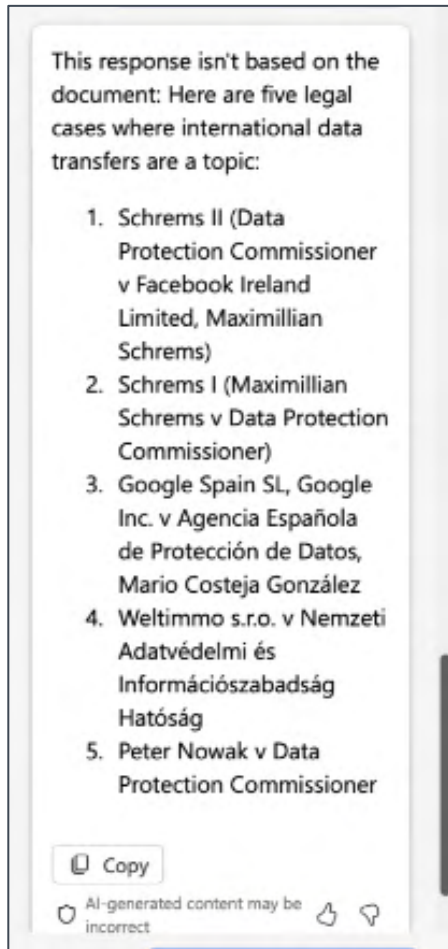 This response isn't based on the
document: Here are five legal
cases where international data
transfers are a topic:
1. Schrems II (Data
Protection Commissioner
v Facebook Ireland
Limited, Maximillian
Schrems)
2. Schrems I (Maximillian
Schrems v Data Protection
Commissioner)
3. Google Spain SL, Google
Inc. v Agencia Española
de Protección de Datos,
Mario Costeja González
4. Weltimmo s.r.o. v Nemzeti
Adatvédelmi és
Információszabadság
Hatóság
5. Peter Nowak v Data
Protection Commissioner
Copy
AI-generated content may be
incorrect